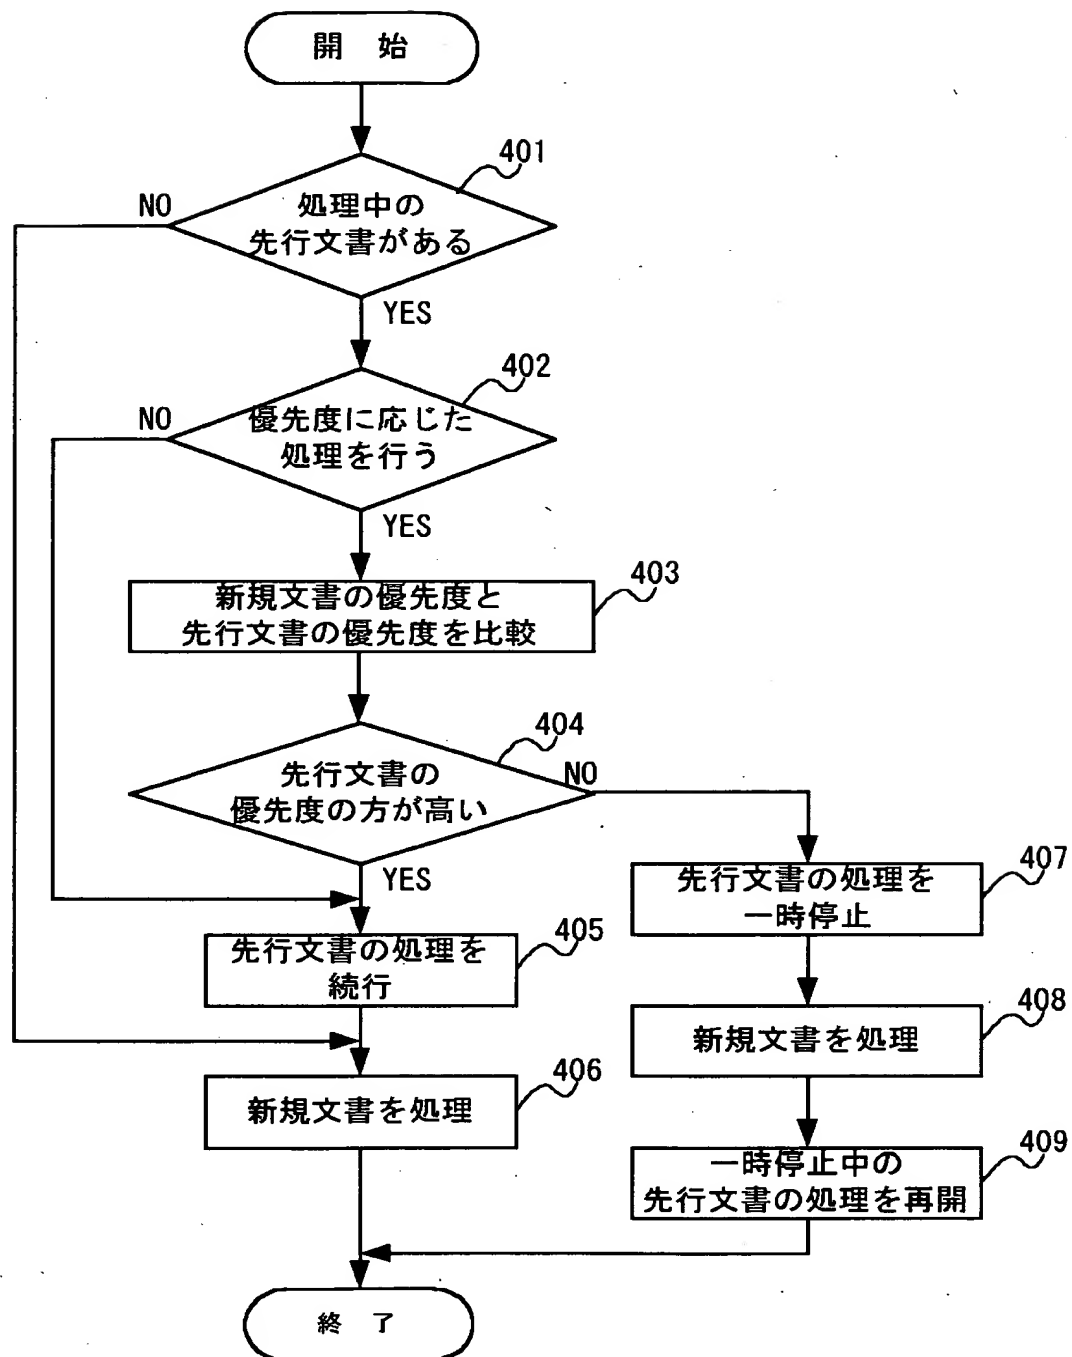 開 始
401
NO
処理中の
先行文書がある
YES
402
NO
優先度に応じた
処理を行う
YES
403
新規文書の優先度と
先行文書の優先度を比較
404
先行文書の
優先度の方が高い
NO
YES
407
先行文書の処理を
一時停止
405
先行文書の処理を
続行
408
新規文書を処理
406
新規文書を処理
409
一時停止中の
先行文書の処理を再開
終 了